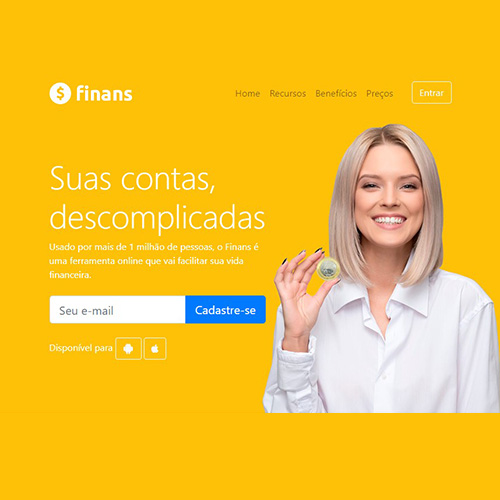 $ finans
Home Recursos Benefícios Preços Entrar
Suas contas,
descomplicadas
Usado por mais de 1 milhão de pessoas, o Finans é
uma ferramenta online que vai facilitar sua vida
financeira.
Seu e-mail Cadastre-se
Disponível para